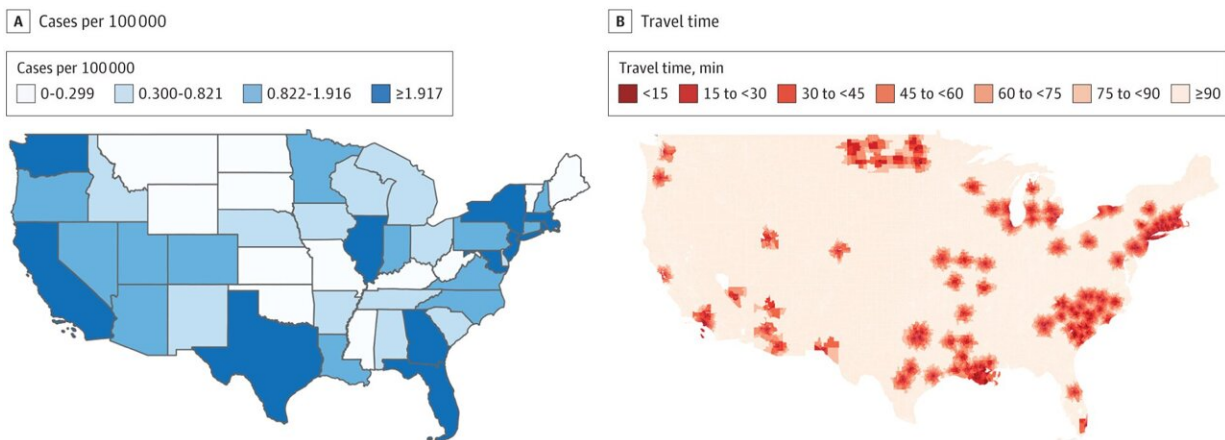 A Cases per 100 000
Cases per 100 000
0-0.299 0.300-0.821 0.822-1.916 ≥1.917
B Travel time
Travel time, min
<15 15 to <30 30 to <45 45 to <60 60 to <75 75 to <90 ≥90